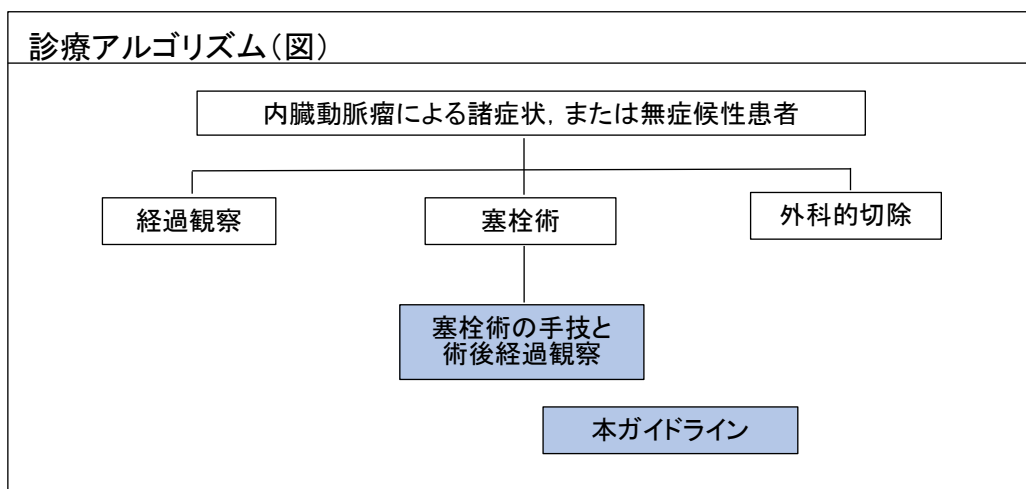 診療アルゴリズム(図)
内臓動脈瘤による諸症状，または無症候性患者
経過観察
塞栓術
外科的切除
塞栓術の手技と
術後経過観察
本ガイドライン